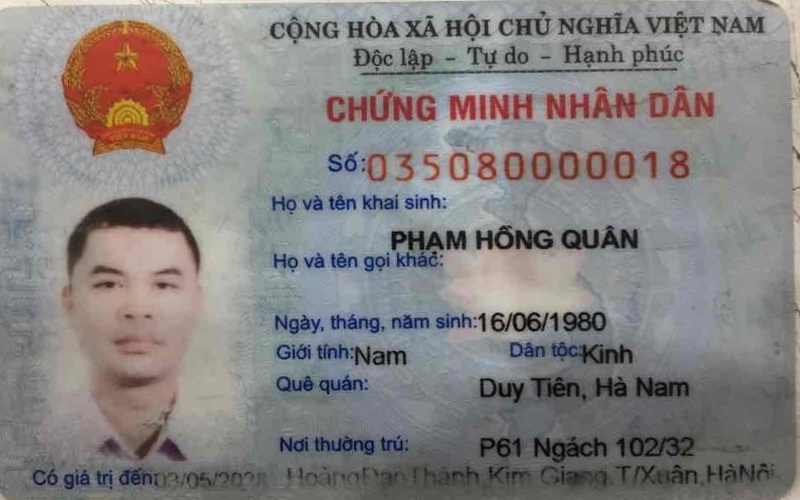 CỘNG HÒA XÃ HỘI CHỦ NGHĨA VIỆT NAM
Độc lập - Tự do - Hạnh phúc
CHỨNG MINH NHÂN DÂN
Số: 035080000018
Họ và tên khai sinh:
PHẠM HỒNG QUÂN
Họ và tên gọi khác:
Ngày, tháng, năm sinh: 16/06/1980
Giới tính: Nam Dân tộc: Kinh
Quê quán: Duy Tiên, Hà Nam
Nơi thường trú: P61 Ngách 102/32
Có giá trị đến: 03/05/2028 HoàngĐạoThành,Kim Giang,T/Xuân,HàNội